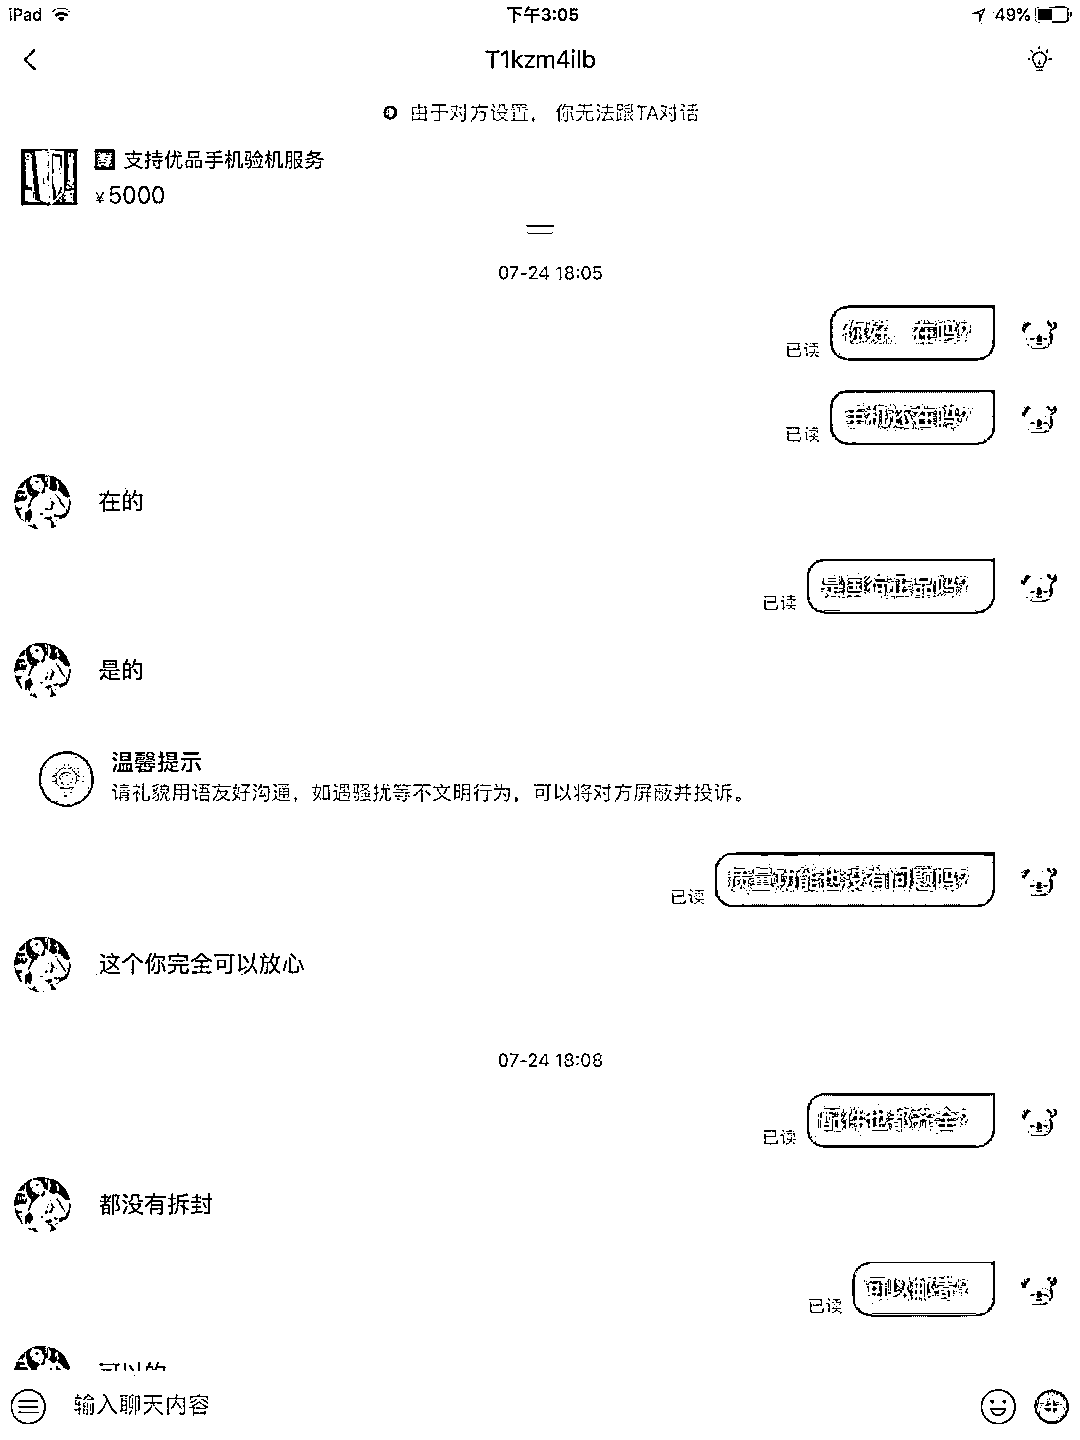 iPad 下午3:05 49%
T1kzm4ilb
由于对方设置，你无法跟TA对话
支持优品手机验机服务
¥5000
07-24 18:05
你好，在吗？
已读
手机还在吗？
已读
在的
是国行正品吗？
已读
是的
温馨提示
请礼貌用语友好沟通，如遇骚扰等不文明行为，可以将对方屏蔽并投诉。
质量功能也没有问题吗？
已读
这个你完全可以放心
07-24 18:08
配件也都齐全？
已读
都没有拆封
可以邮寄？
已读
可以的
输入聊天内容